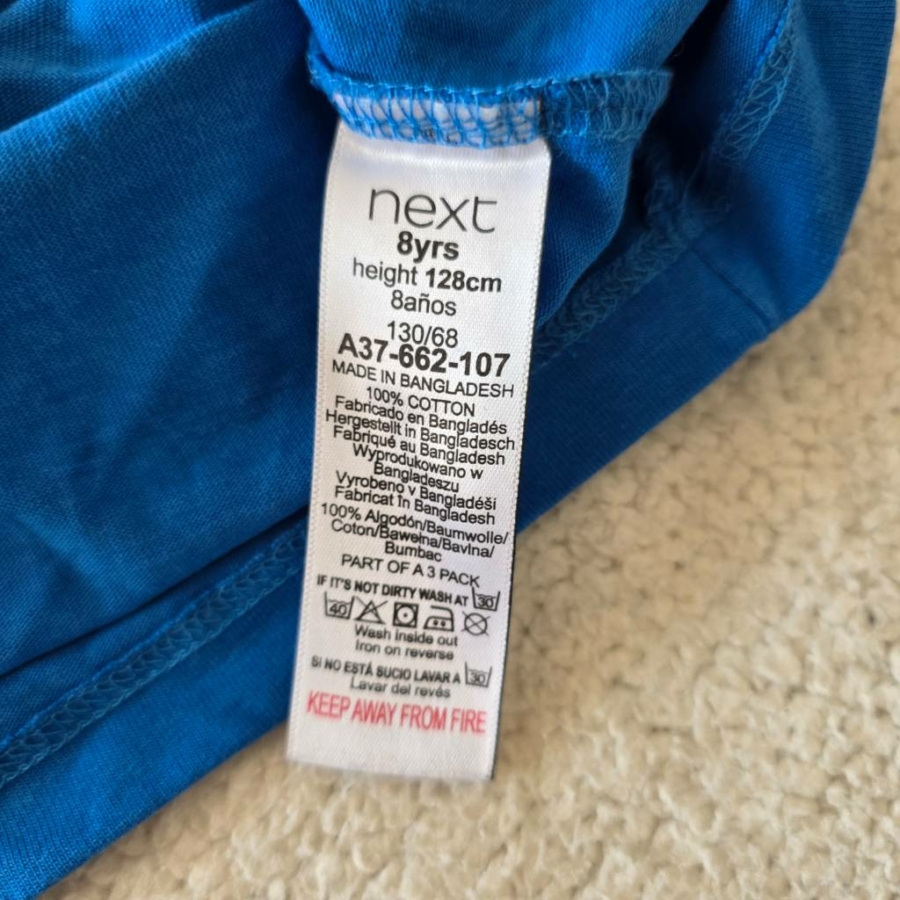 next
8yrs
height 128cm
8años
130/68
A37-662-107
MADE IN BANGLADESH
100% COTTON
Fabricado en Bangladés
Hergestellt in Bangladesch
Fabriqué au Bangladesh
Wyprodukowano w
Bangladeszu
Vyrobeno v Bangladéši
Fabricat în Bangladesh
100% Algodón/Baumwolle/
Coton/Bawełna/Bavlna/
Bumbac
PART OF A 3 PACK
IF IT'S NOT DIRTY WASH AT 30
40
Wash inside out
Iron on reverse
SI NO ESTÁ SUCIO LAVAR A 30
Lavar del revés
KEEP AWAY FROM FIRE